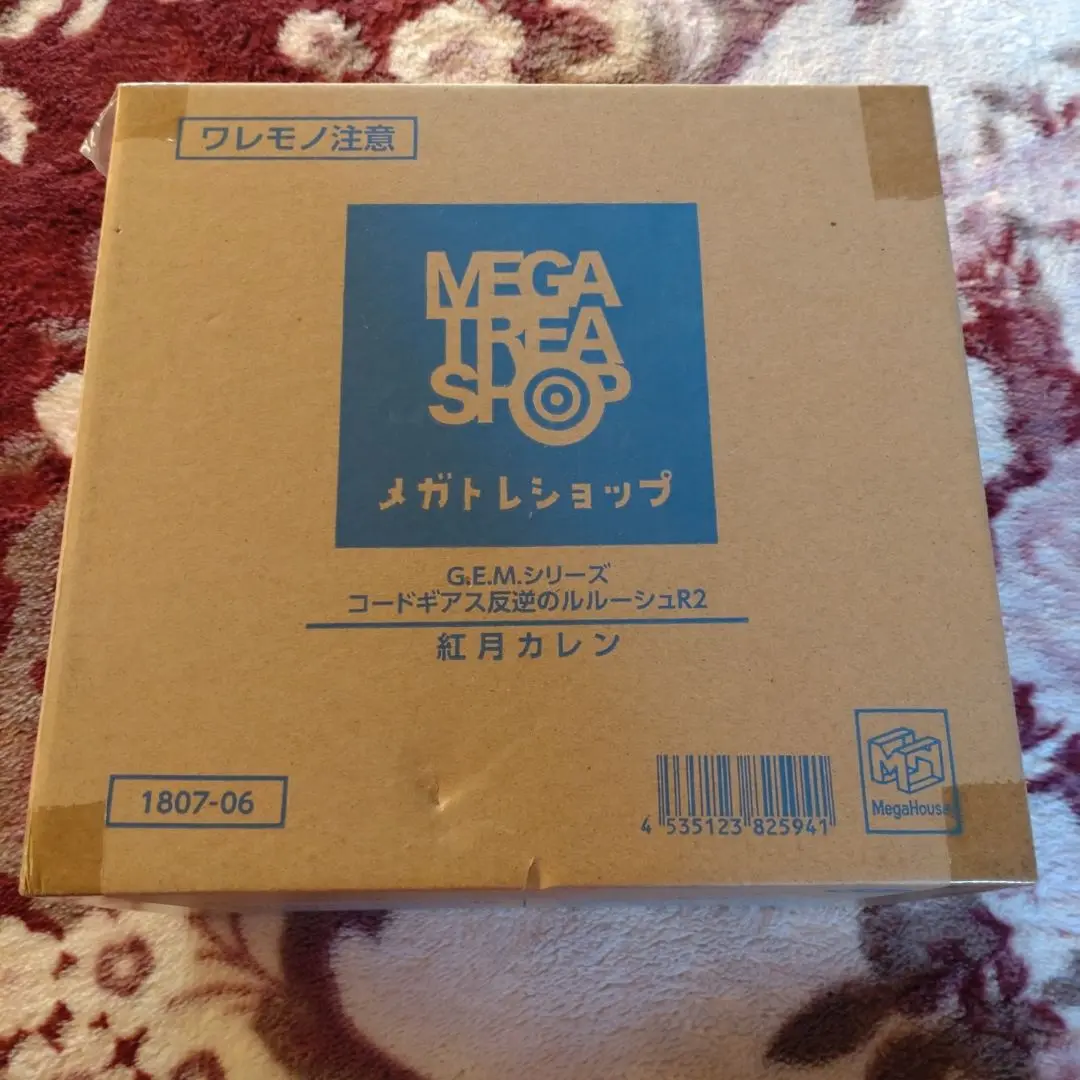 ワレモノ注意
MEGA
TREA
SHOP
メガトレショップ
G.E.M.シリーズ
コードギアス反逆のルルーシュR2
紅月カレン
1807-06
4 535123 825941
MegaHouse